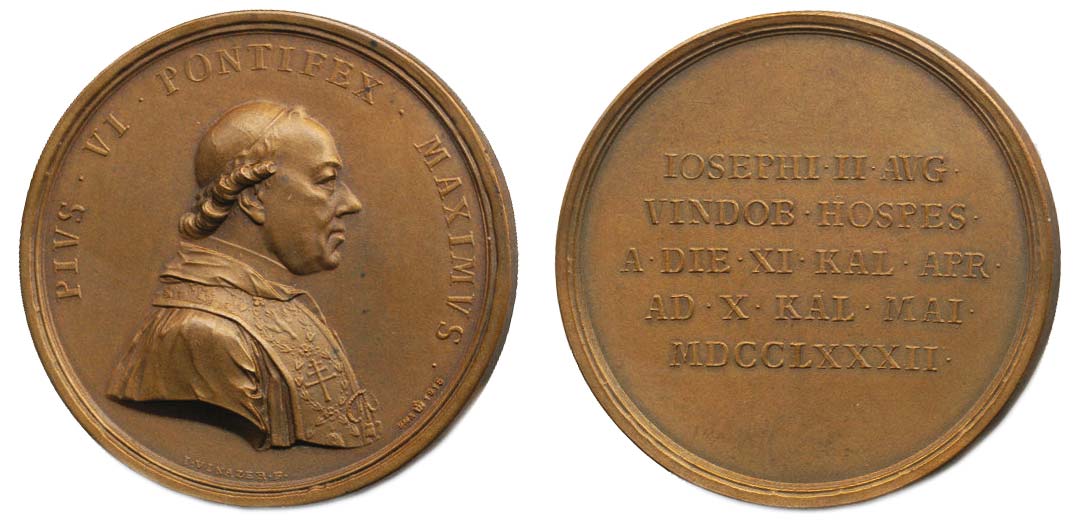 PIVS · VI · PONTIFEX · MAXIMVS ·
I·VINAZER·F·
IOSEPHI·II·AVG·
VINDOB·HOSPES·
A·DIE·XI·KAL·APR·
AD·X·KAL·MAI·
MDCCLXXXII·